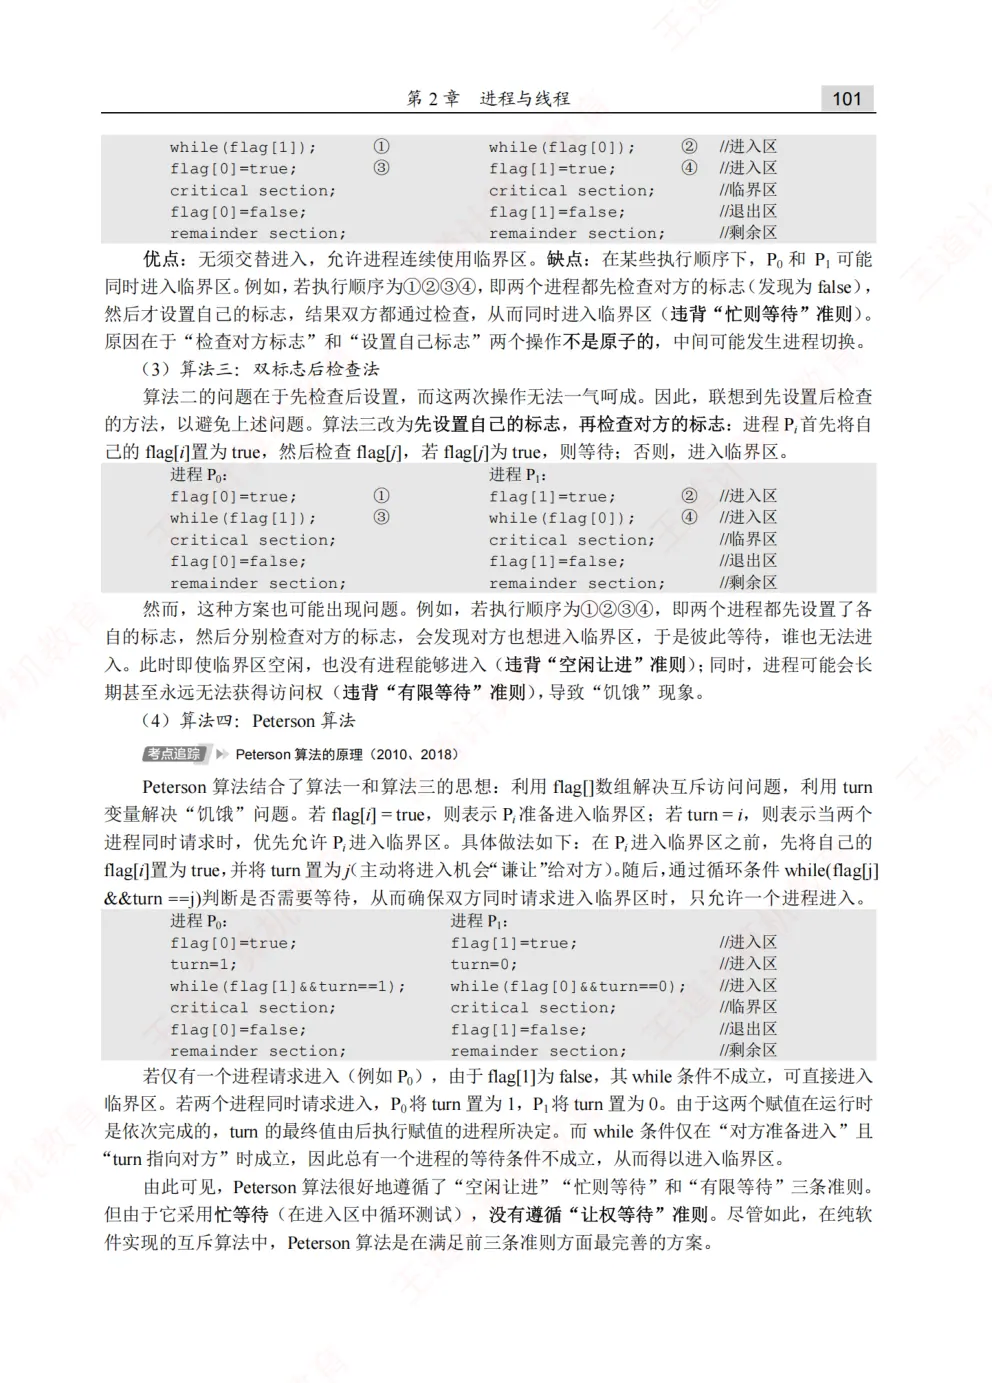 第 2 章 进程与线程 101
while(flag[1]); ① while(flag[0]); ② //进入区
flag[0]=true; ③ flag[1]=true; ④ //进入区
critical section; critical section; //临界区
flag[0]=false; flag[1]=false; //退出区
remainder section; remainder section; //剩余区
优点：无须交替进入，允许进程连续使用临界区。缺点：在某些执行顺序下，P0 和 P1 可能
同时进入临界区。例如，若执行顺序为①②③④，即两个进程都先检查对方的标志（发现为 false），
然后才设置自己的标志，结果双方都通过检查，从而同时进入临界区（违背“忙则等待”准则）。
原因在于“检查对方标志”和“设置自己标志”两个操作不是原子的，中间可能发生进程切换。
（3）算法三：双标志后检查法
算法二的问题在于先检查后设置，而这两次操作无法一气呵成。因此，联想到先设置后检查
的方法，以避免上述问题。算法三改为先设置自己的标志，再检查对方的标志：进程 Pi 首先将自
己的 flag[i]置为 true，然后检查 flag[j]，若 flag[j]为 true，则等待；否则，进入临界区。
进程 P0： 进程 P1：
flag[0]=true; ① flag[1]=true; ② //进入区
while(flag[1]); ③ while(flag[0]); ④ //进入区
critical section; critical section; //临界区
flag[0]=false; flag[1]=false; //退出区
remainder section; remainder section; //剩余区
然而，这种方案也可能出现问题。例如，若执行顺序为①②③④，即两个进程都先设置了各
自的标志，然后分别检查对方的标志，会发现对方也想进入临界区，于是彼此等待，谁也无法进
入。此时即使临界区空闲，也没有进程能够进入（违背“空闲让进”准则）；同时，进程可能会长
期甚至永远无法获得访问权（违背“有限等待”准则），导致“饥饿”现象。
（4）算法四：Peterson 算法
考点追踪 Peterson 算法的原理（2010、2018）
Peterson 算法结合了算法一和算法三的思想：利用 flag[]数组解决互斥访问问题，利用 turn
变量解决“饥饿”问题。若 flag[i] = true，则表示 Pi 准备进入临界区；若 turn = i，则表示当两个
进程同时请求时，优先允许 Pi 进入临界区。具体做法如下：在 Pi 进入临界区之前，先将自己的
flag[i]置为 true，并将 turn 置为 j（主动将进入机会“谦让”给对方）。随后，通过循环条件 while(flag[j]
&&turn ==j)判断是否需要等待，从而确保双方同时请求进入临界区时，只允许一个进程进入。
进程 P0： 进程 P1：
flag[0]=true; flag[1]=true; //进入区
turn=1; turn=0; //进入区
while(flag[1]&&turn==1); while(flag[0]&&turn==0); //进入区
critical section; critical section; //临界区
flag[0]=false; flag[1]=false; //退出区
remainder section; remainder section; //剩余区
若仅有一个进程请求进入（例如 P0），由于 flag[1]为 false，其 while 条件不成立，可直接进入
临界区。若两个进程同时请求进入，P0 将 turn 置为 1，P1 将 turn 置为 0。由于这两个赋值在运行时
是依次完成的，turn 的最终值由后执行赋值的进程所决定。而 while 条件仅在“对方准备进入”且
“turn 指向对方”时成立，因此总有一个进程的等待条件不成立，从而得以进入临界区。
由此可见，Peterson 算法很好地遵循了“空闲让进”“忙则等待”和“有限等待”三条准则。
但由于它采用忙等待（在进入区中循环测试），没有遵循“让权等待”准则。尽管如此，在纯软
件实现的互斥算法中，Peterson 算法是在满足前三条准则方面最完善的方案。